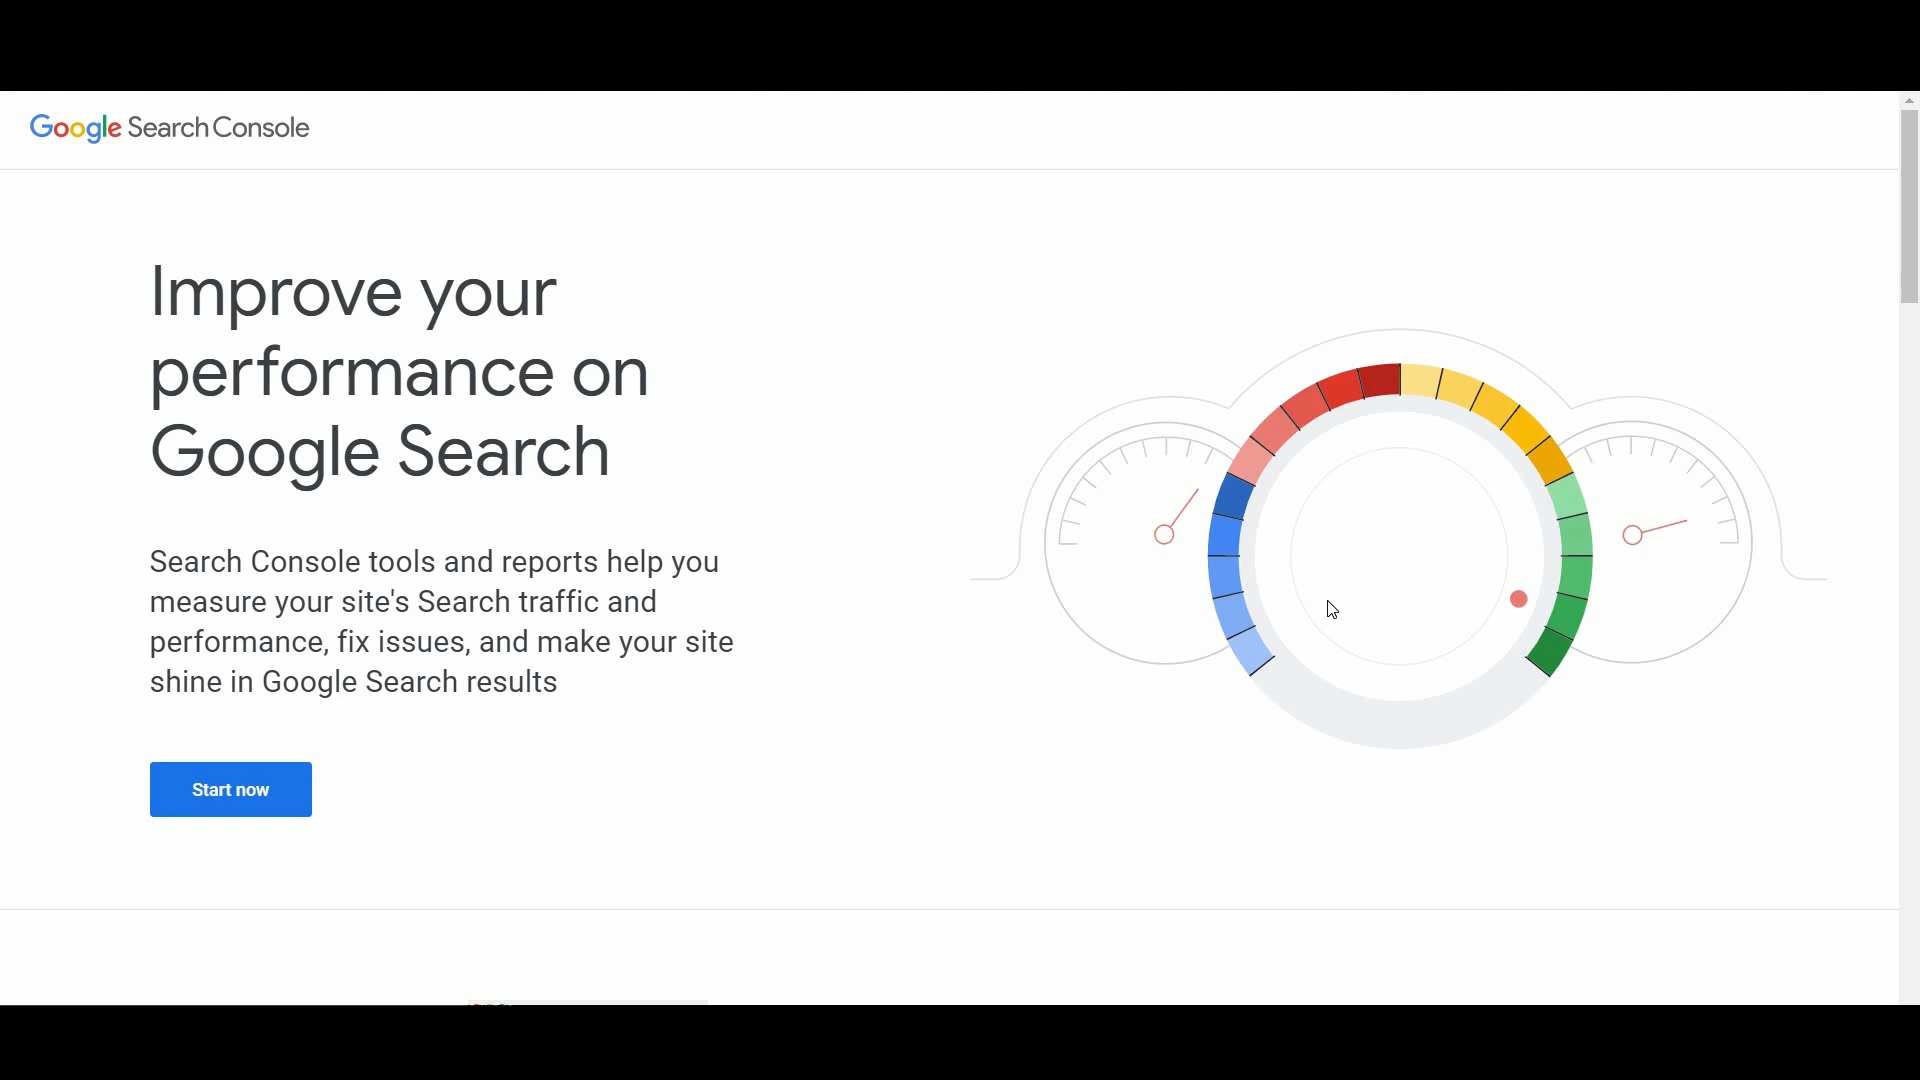 Google Search Console
Improve your
performance on
Google Search
Search Console tools and reports help you
measure your site's Search traffic and
performance, fix issues, and make your site
shine in Google Search results
Start now